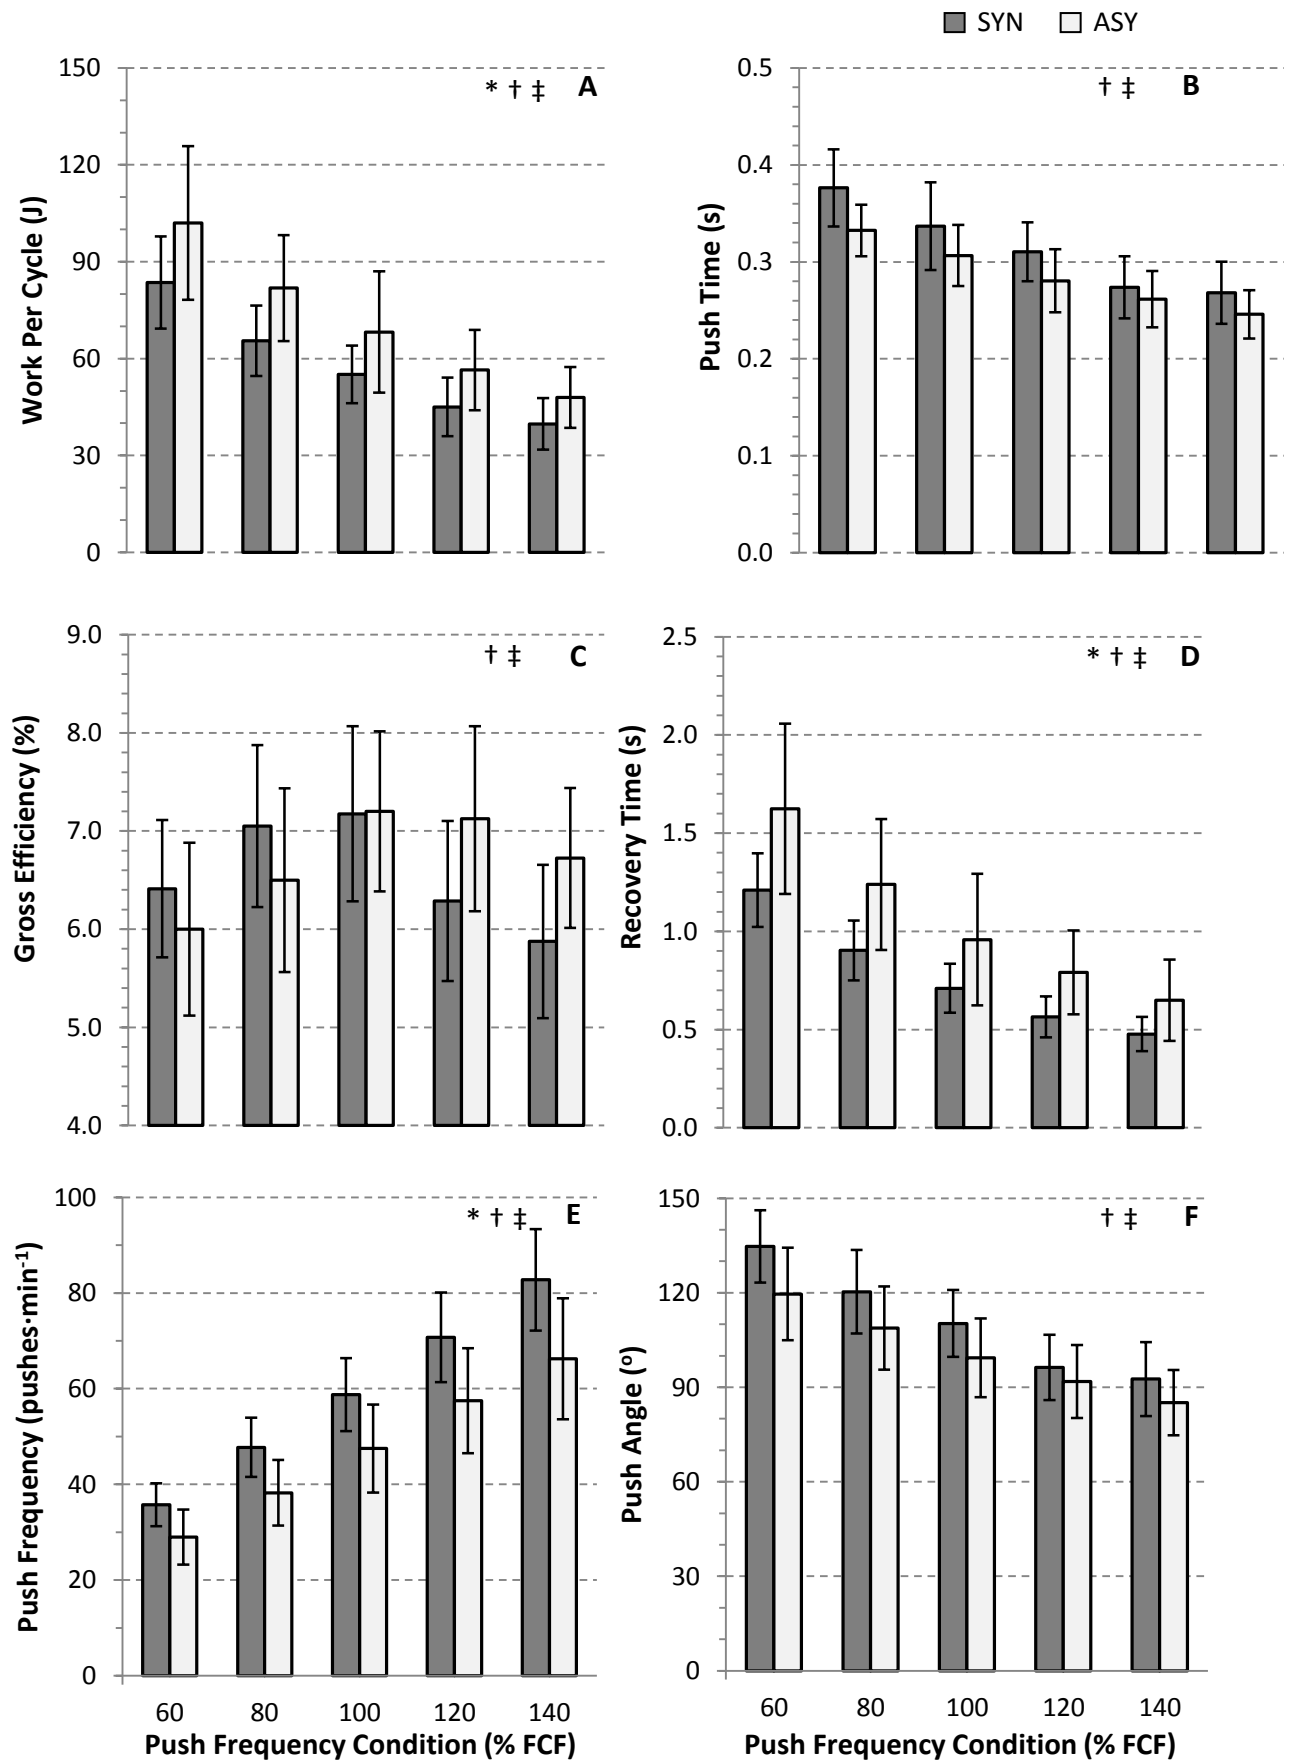 SYN ASY
150
120
90
60
30
0
Work Per Cycle (J)
* † ‡ A
0.5
0.4
0.3
0.2
0.1
0.0
Push Time (s)
† ‡ B
9.0
8.0
7.0
6.0
5.0
4.0
Gross Efficiency (%)
† ‡ C
2.5
2.0
1.5
1.0
0.5
0.0
Recovery Time (s)
* † ‡ D
100
80
60
40
20
0
Push Frequency (pushes·min⁻¹)
* † ‡ E
60 80 100 120 140
Push Frequency Condition (% FCF)
150
120
90
60
30
0
Push Angle (º)
† ‡ F
60 80 100 120 140
Push Frequency Condition (% FCF)